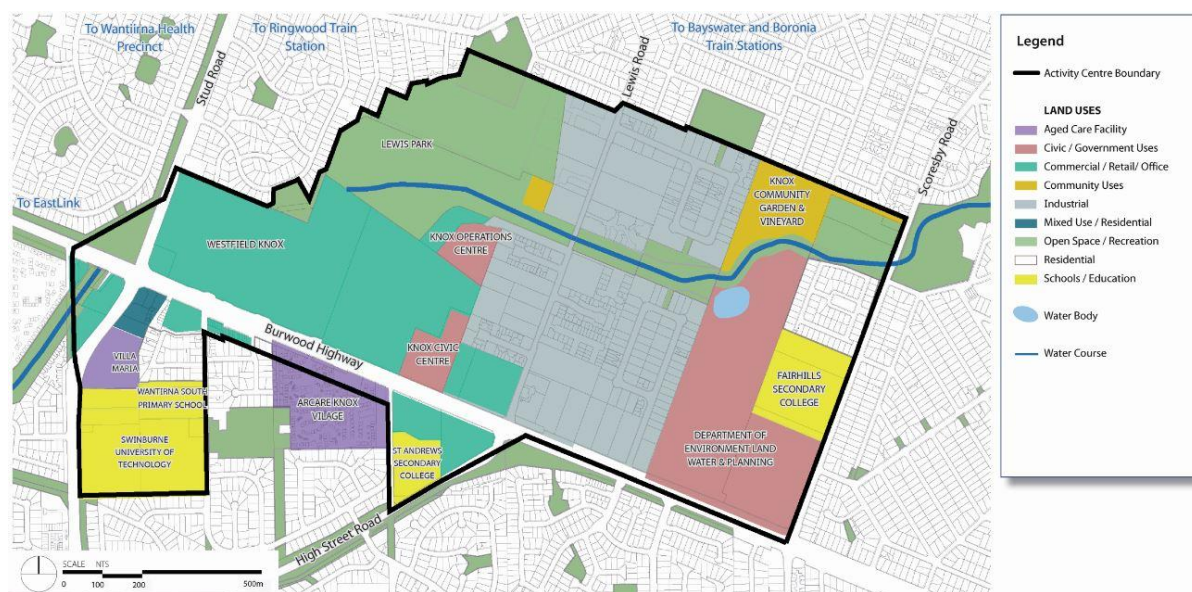 To Wantiirna Health
Precinct
To Ringwood Train
Station
To Bayswater and Boronia
Train Stations
Stud Road
Lewis Road
Scoresby Road
LEWIS PARK
KNOX
COMMUNITY
GARDEN &
VINEYARD
To EastLink
WESTFIELD KNOX
KNOX OPERATIONS
CENTRE
Burwood Highway
KNOX CIVIC
CENTRE
VILLA
MARIA
WANTIRNA SOUTH
PRIMARY SCHOOL
ARCARE KNOX
VILAGE
FAIRHILLS
SECONDARY
COLLEGE
SWINBURNE
UNIVERSITY OF
TECHNOLOGY
ST ANDREWS
SECONDARY
COLLEGE
DEPARTMENT OF
ENVIRONMENT LAND
WATER & PLANNING
High Street Road
SCALE NTS
0 100 200 500m
Legend
Activity Centre Boundary
LAND USES
Aged Care Facility
Civic / Government Uses
Commercial / Retail/ Office
Community Uses
Industrial
Mixed Use / Residential
Open Space / Recreation
Residential
Schools / Education
Water Body
Water Course